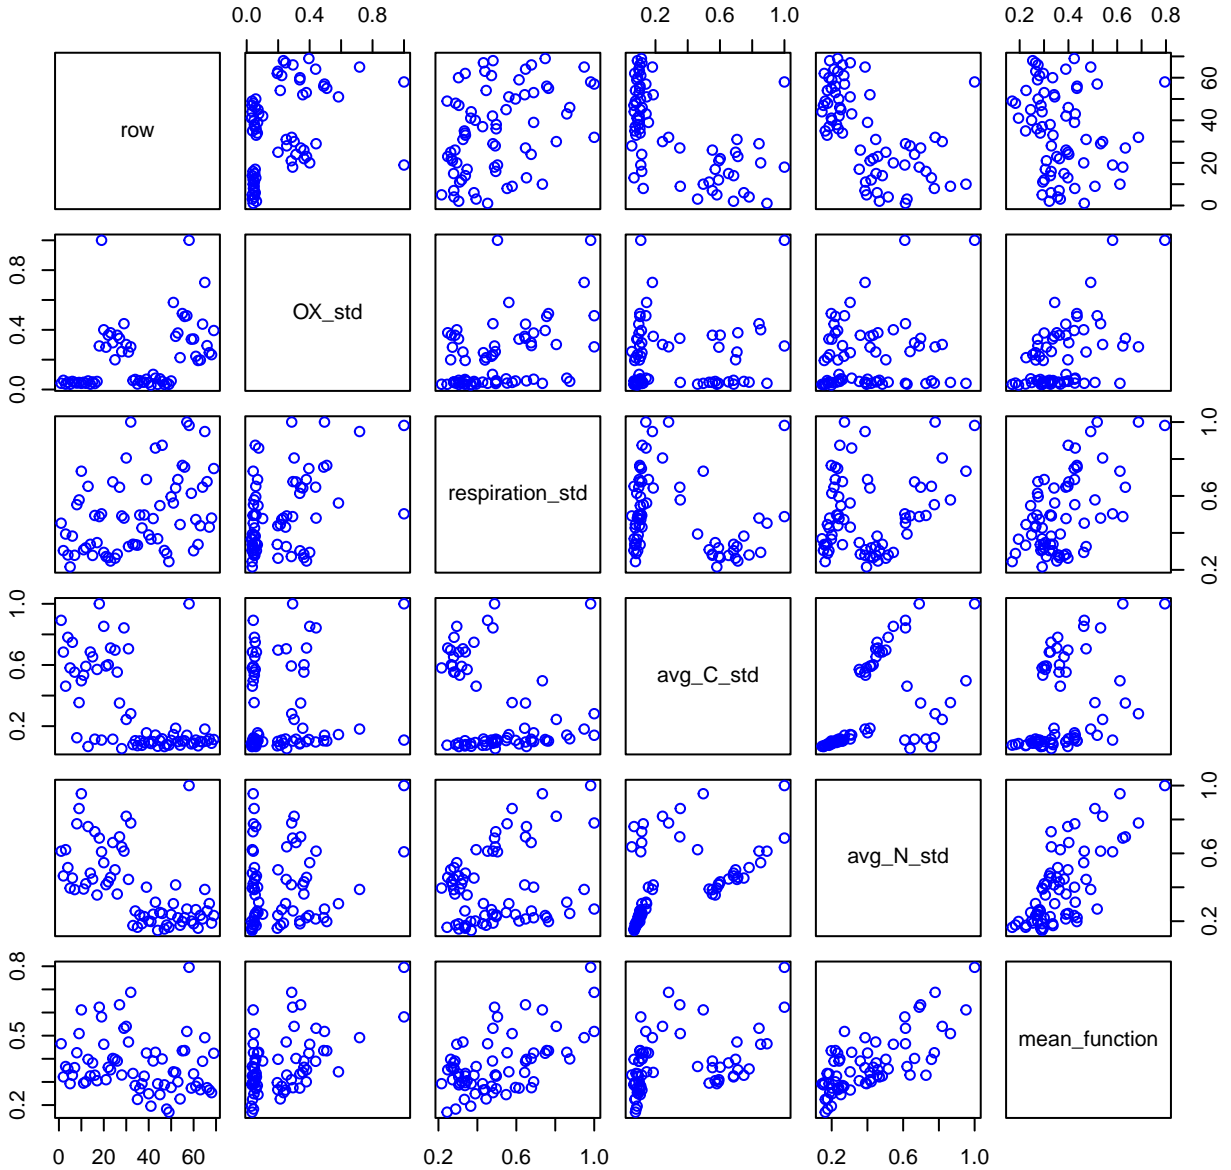 0.0 0.4 0.8 0.2 0.6 1.0 0.2 0.4 0.6 0.8
row 0 20 40 60
0.0 0.4 0.8 OX_std
respiration_std 0.2 0.6 1.0
0.2 0.6 1.0 avg_C_std
avg_N_std 0.2 0.6 1.0
0.2 0.5 0.8 mean_function
0 20 40 60 0.2 0.6 1.0 0.2 0.6 1.0